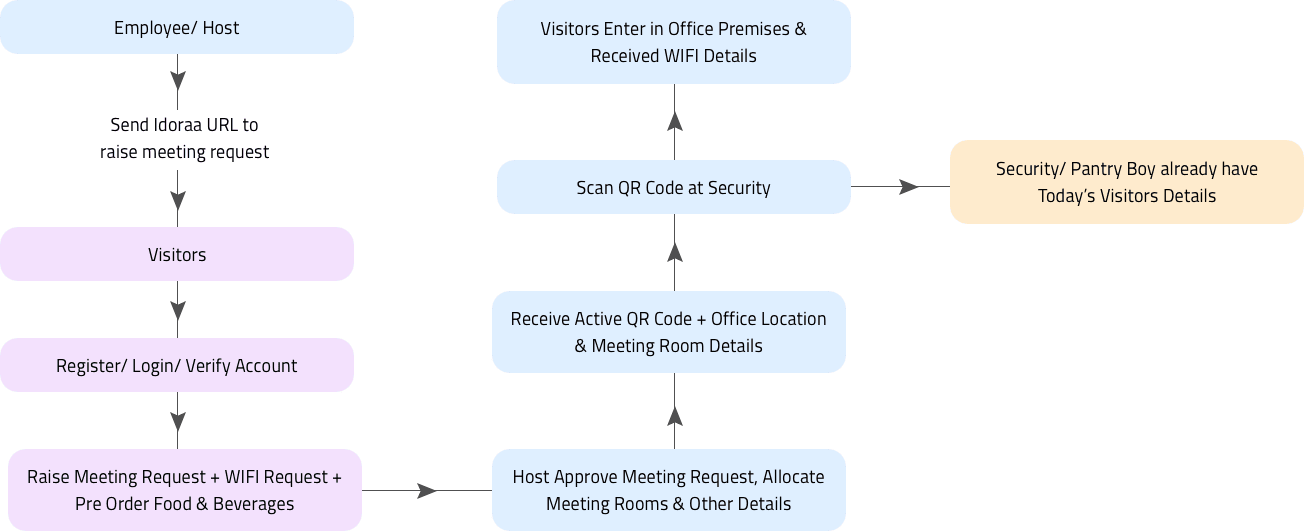 Employee/ Host
Send Idoraa URL to
raise meeting request
Visitors
Register/ Login/ Verify Account
Raise Meeting Request + WIFI Request +
Pre Order Food & Beverages
Host Approve Meeting Request, Allocate
Meeting Rooms & Other Details
Receive Active QR Code + Office Location
& Meeting Room Details
Scan QR Code at Security
Visitors Enter in Office Premises &
Received WIFI Details
Security/ Pantry Boy already have
Today’s Visitors Details